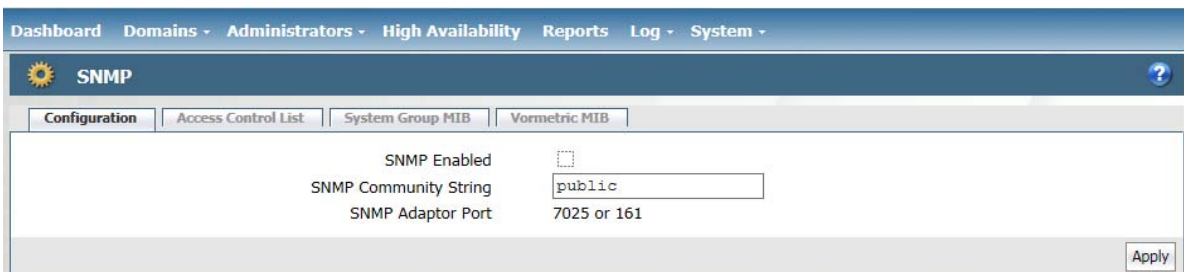 Dashboard Domains Administrators High Availability Reports Log System
SNMP ?
Configuration Access Control List System Group MIB Vormetric MIB
SNMP Enabled
SNMP Community String public
SNMP Adaptor Port 7025 or 161
Apply